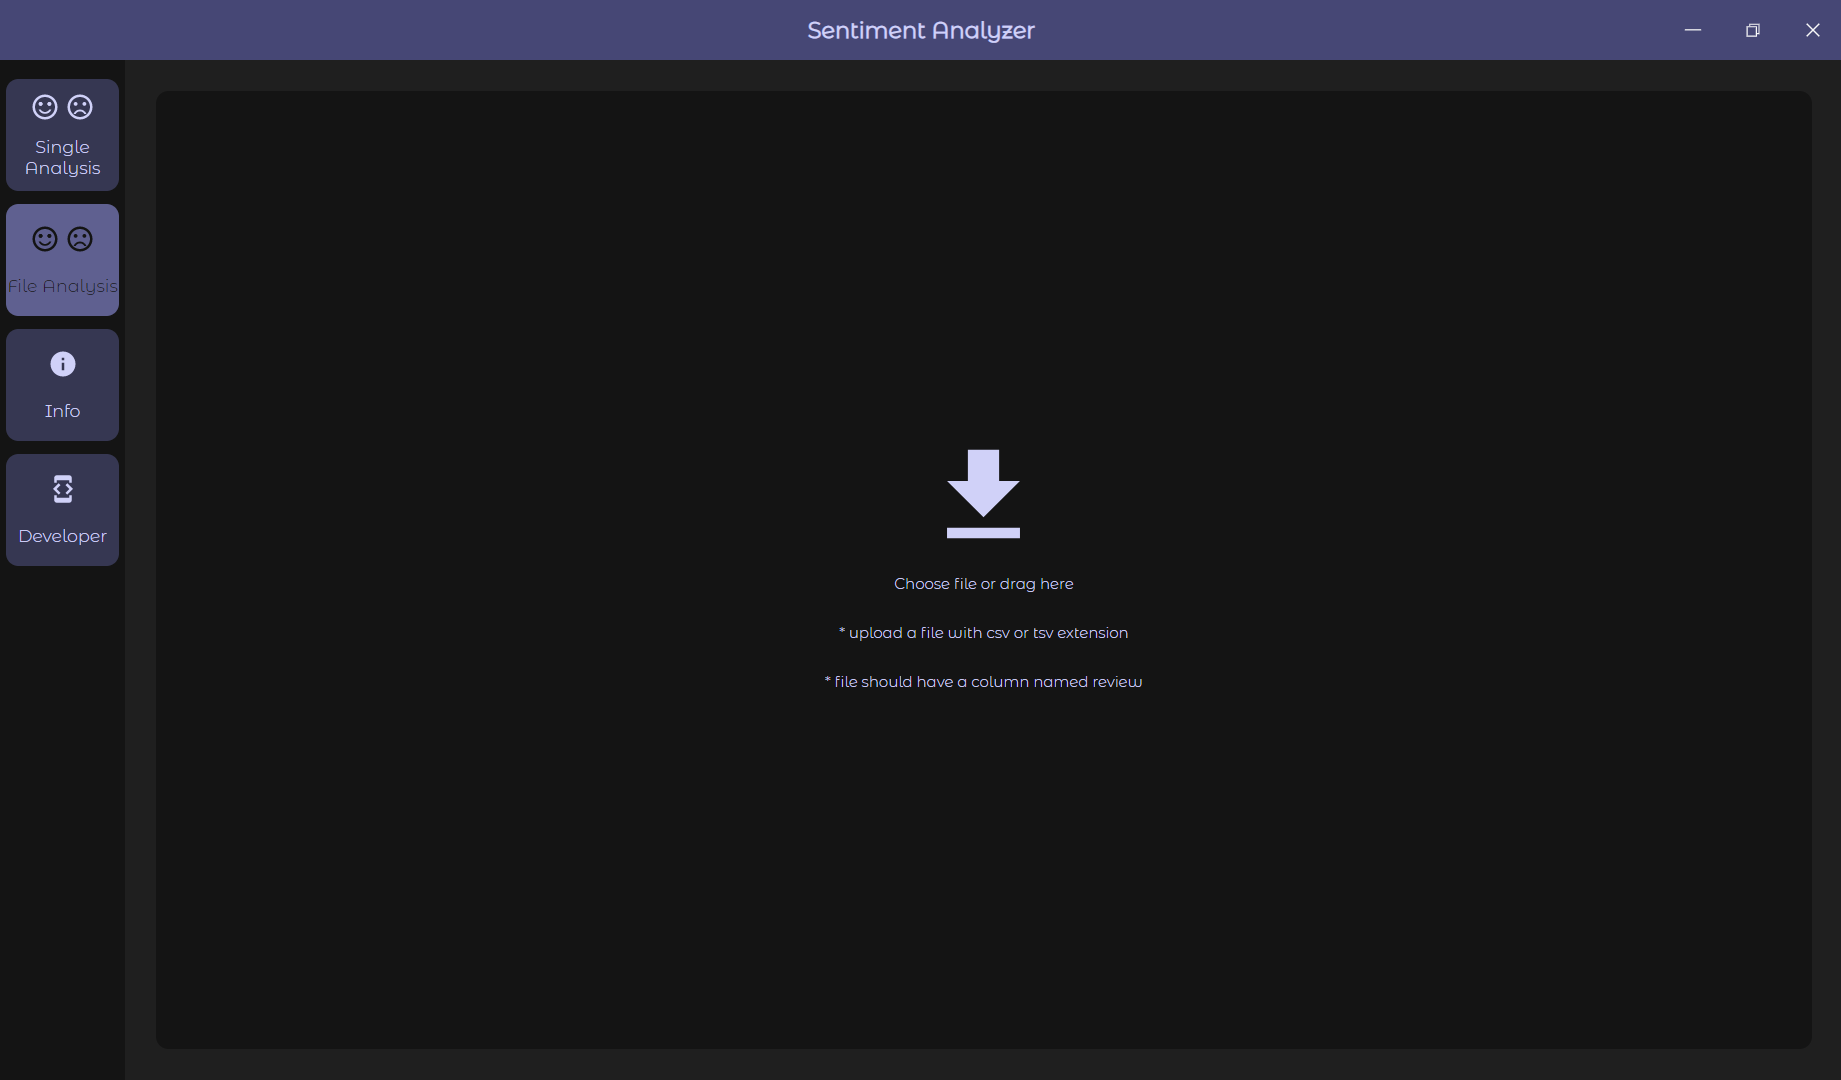 Sentiment Analyzer
Single
Analysis
File Analysis
Info
Developer
Choose file or drag here
* upload a file with csv or tsv extension
* file should have a column named review